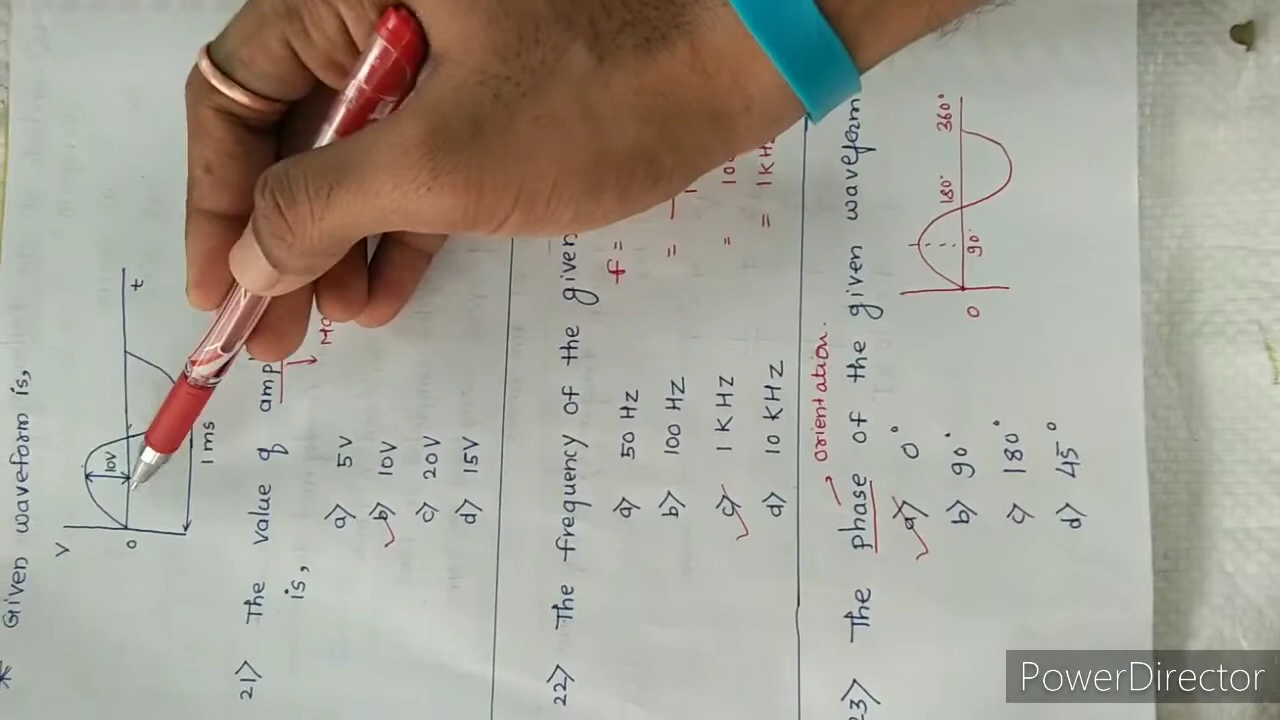 * Given waveform is,
V
10V
0
t
1 ms
21) The value of amp
is,
a) 5V
b) 10V
c) 20V
d) 15V
22) The frequency of the given
a) 50 Hz
b) 100 Hz
c) 1 KHz
d) 10 KHz
f =
=
=
= 1KH
→ orientation.
23) The phase of the given waveform
a) 0°
b) 90°
c) 180°
d) 45°
0
90°
180°
360°
PowerDirector